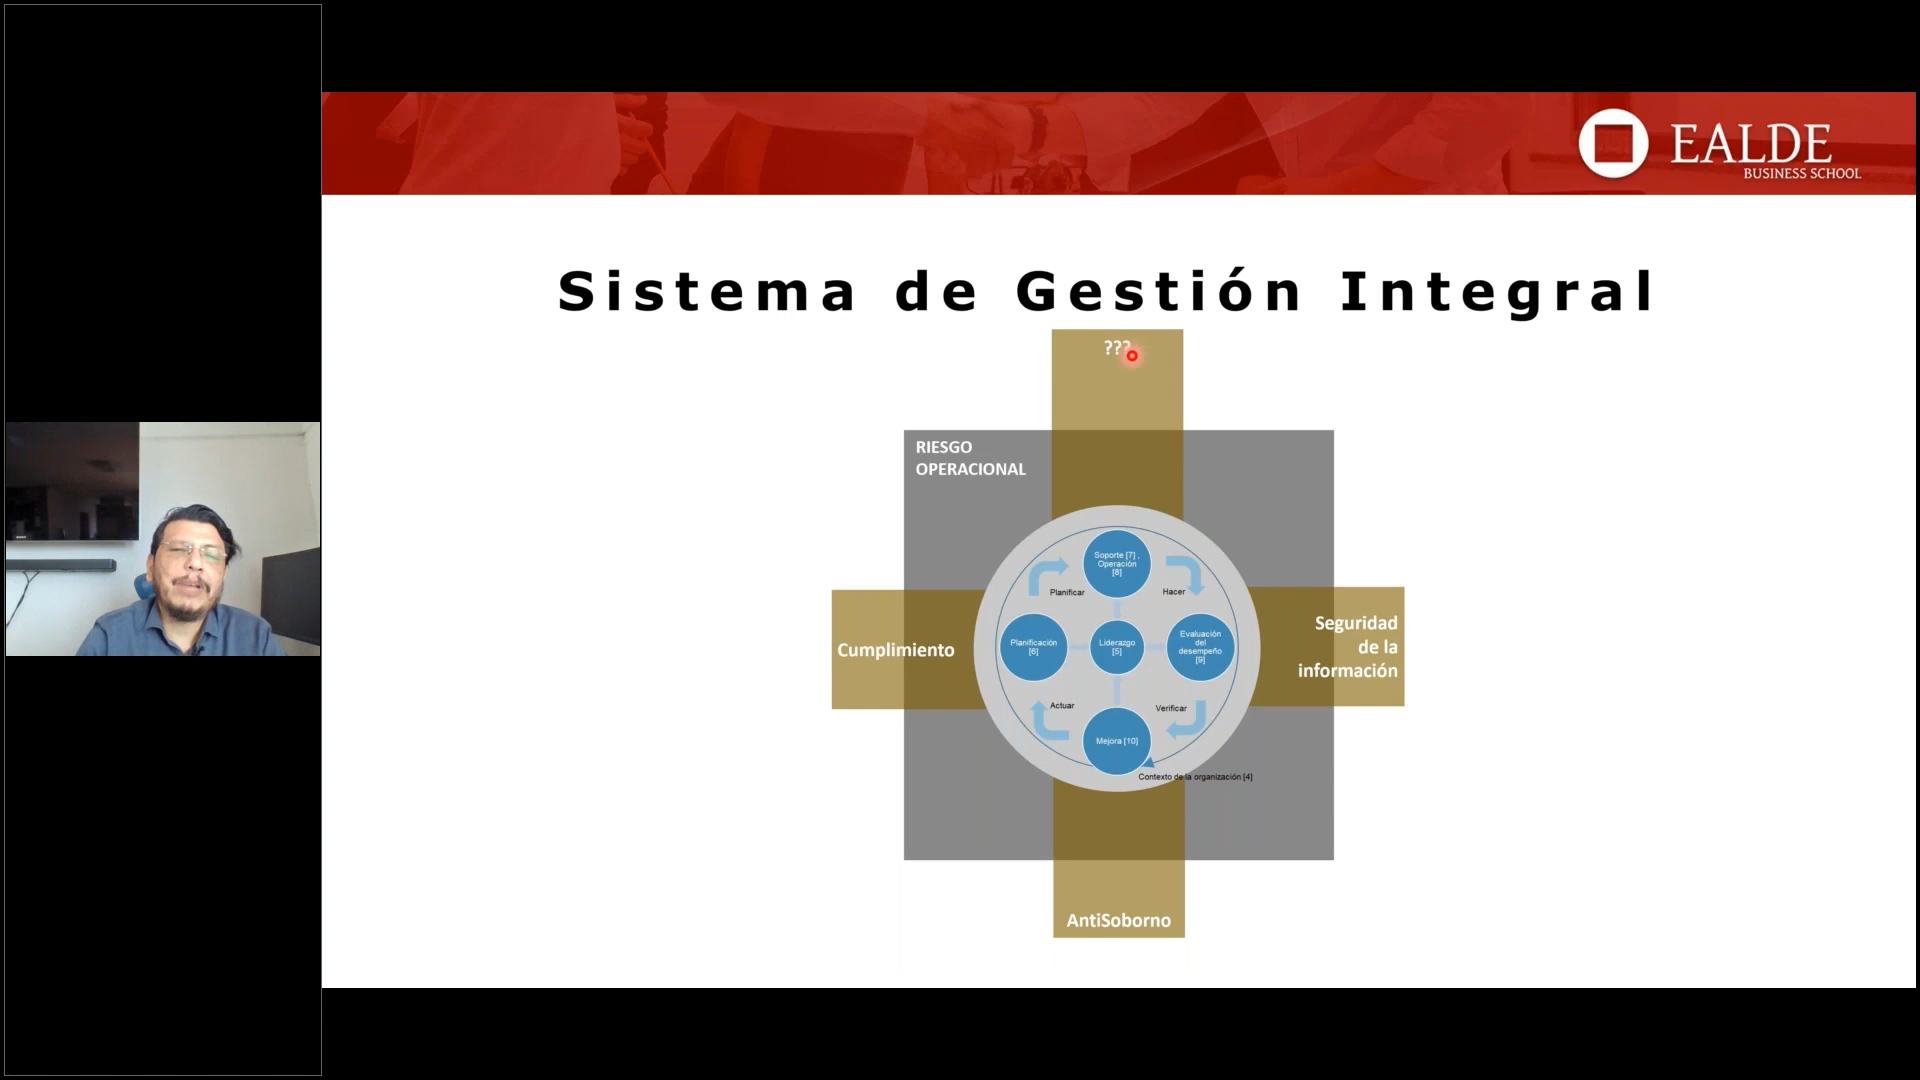 EALDE
BUSINESS SCHOOL
Sistema de Gestión Integral
???
RIESGO
OPERACIONAL
Soporte [7] ,
Operación
[8]
Planificar
Hacer
Cumplimiento
Planificación
[6]
Liderazgo
[5]
Evaluación
del
desempeño
[9]
Seguridad
de la
información
Actuar
Verificar
Mejora [10]
Contexto de la organización [4]
AntiSoborno